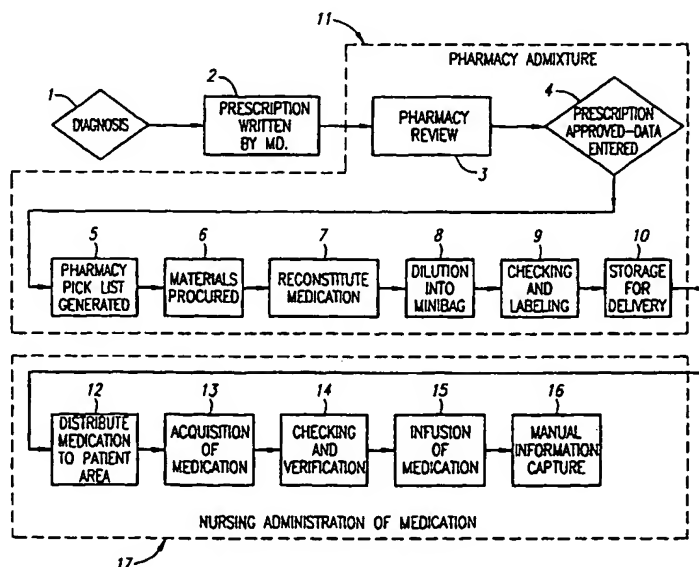 11
PHARMACY ADMIXTURE
1
DIAGNOSIS
2
PRESCRIPTION
WRITTEN
BY MD.
PHARMACY
REVIEW
3
4
PRESCRIPTION
APPROVED-DATA
ENTERED
5
PHARMACY
PICK LIST
GENERATED
6
MATERIALS
PROCURED
7
RECONSTITUTE
MEDICATION
8
DILUTION
INTO
MINIBAG
9
CHECKING
AND
LABELING
10
STORAGE
FOR
DELIVERY
12
DISTRIBUTE
MEDICATION
TO PATIENT
AREA
13
ACQUISITION
OF
MEDICATION
14
CHECKING
AND
VERIFICATION
15
INFUSION
OF
MEDICATION
16
MANUAL
INFORMATION
CAPTURE
NURSING ADMINISTRATION OF MEDICATION
17